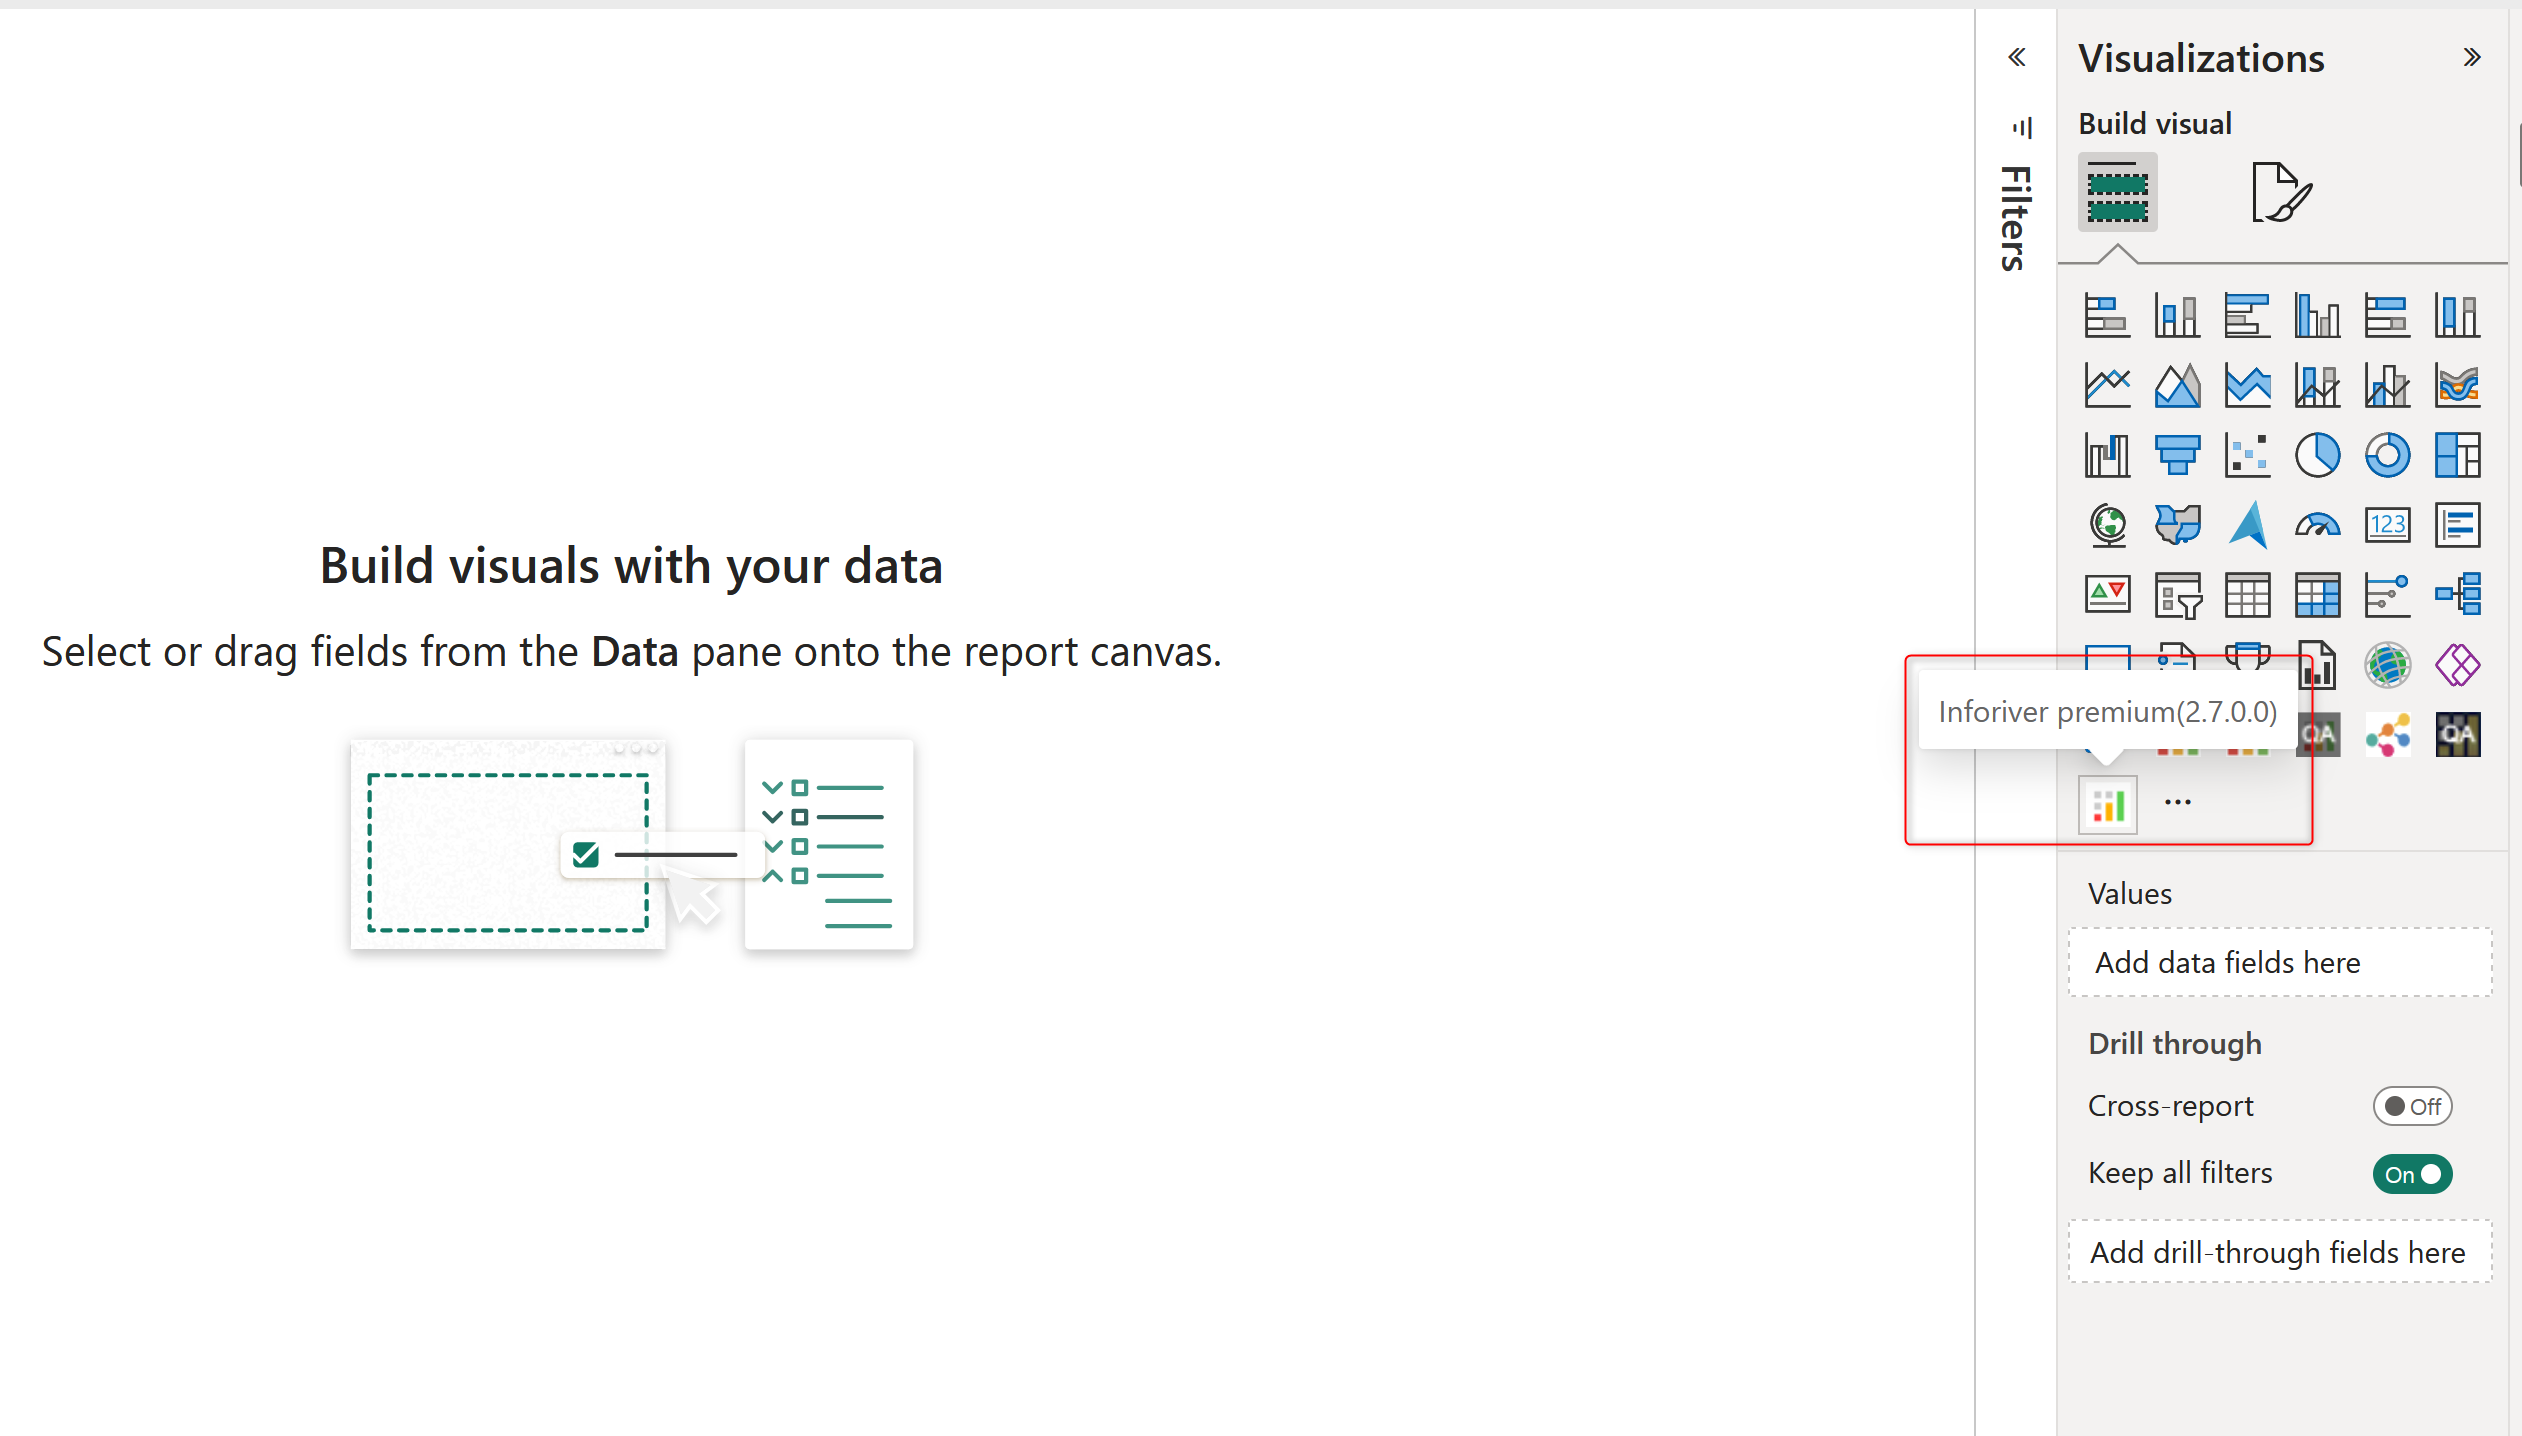 Build visuals with your data
Select or drag fields from the Data pane onto the report canvas.
Filters
Visualizations
Build visual
123
Inforiver premium(2.7.0.0)
QA
QA
Values
Add data fields here
Drill through
Cross-report
Off
Keep all filters
On
Add drill-through fields here